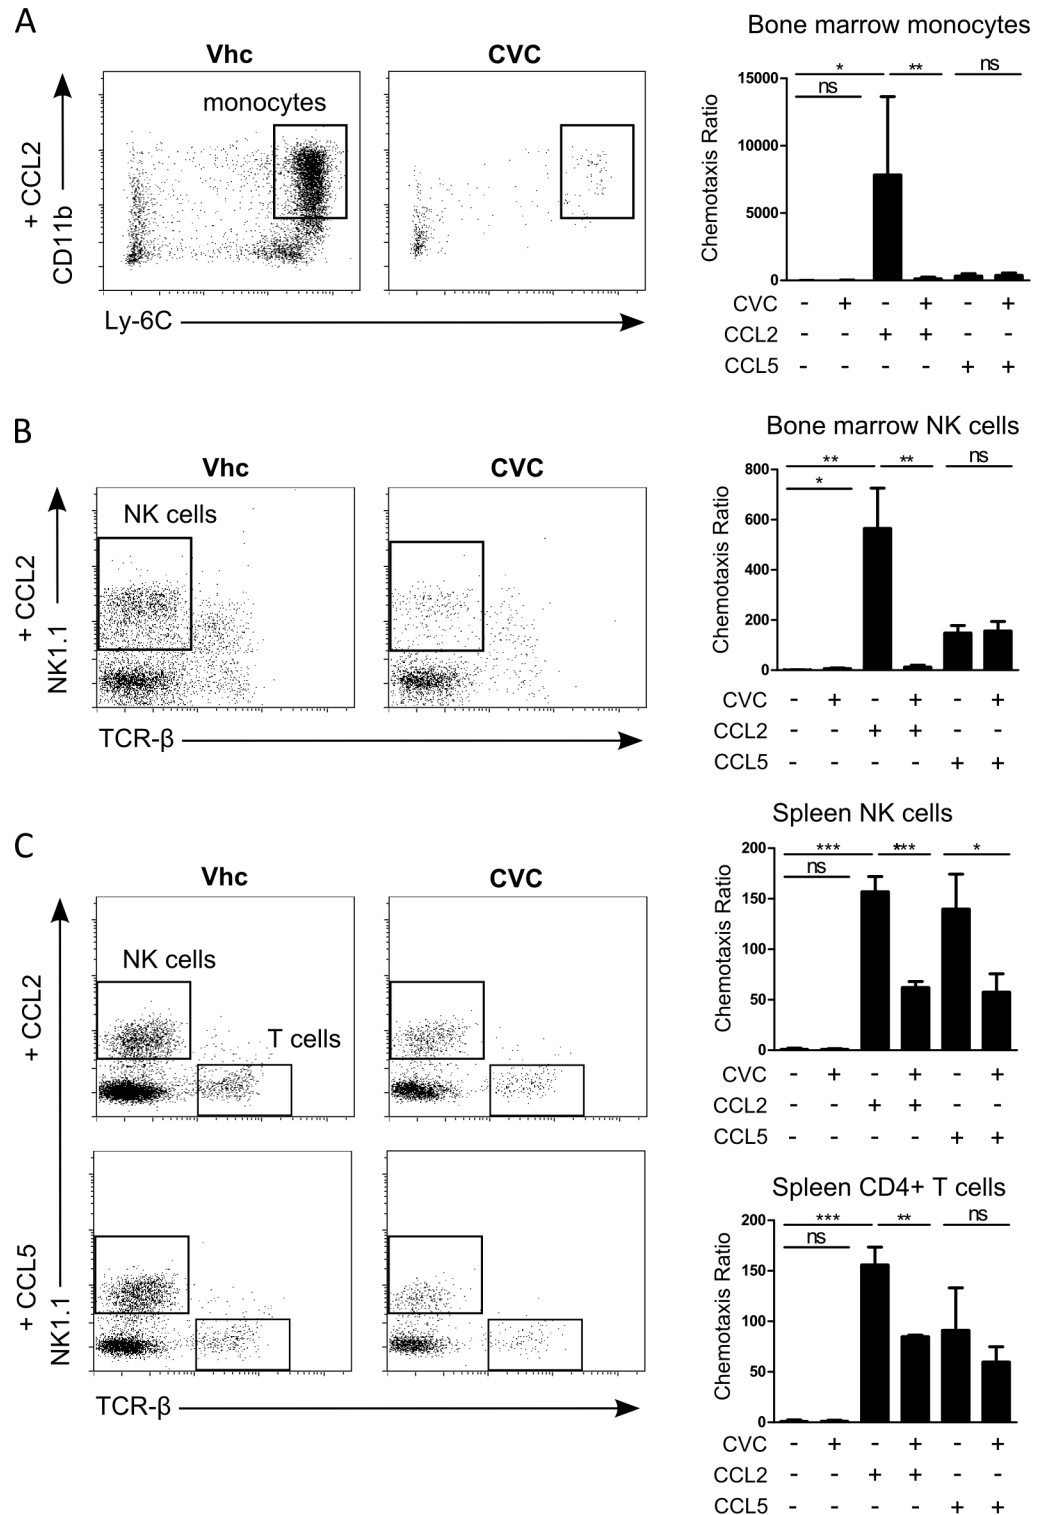 A
Vhc
CVC
monocytes
+ CCL2
CD11b
Ly-6C
Bone marrow monocytes
* **
ns
ns
Chemotaxis Ratio
15000
10000
5000
0
CVC - + - + - +
CCL2 - - + + - -
CCL5 - - - - + +
B
Vhc
CVC
NK cells
+ CCL2
NK1.1
TCR-β
Bone marrow NK cells
** **
ns
*
Chemotaxis Ratio
800
600
400
200
0
CVC - + - + - +
CCL2 - - + + - -
CCL5 - - - - + +
C
Vhc
CVC
NK cells
T cells
+ CCL2
+ CCL5
NK1.1
TCR-β
Spleen NK cells
*** *** *
ns
Chemotaxis Ratio
200
150
100
50
0
CVC - + - + - +
CCL2 - - + + - -
CCL5 - - - - + +
Spleen CD4+ T cells
*** ** ns
ns
Chemotaxis Ratio
200
150
100
50
0
CVC - + - + - +
CCL2 - - + + - -
CCL5 - - - - + +